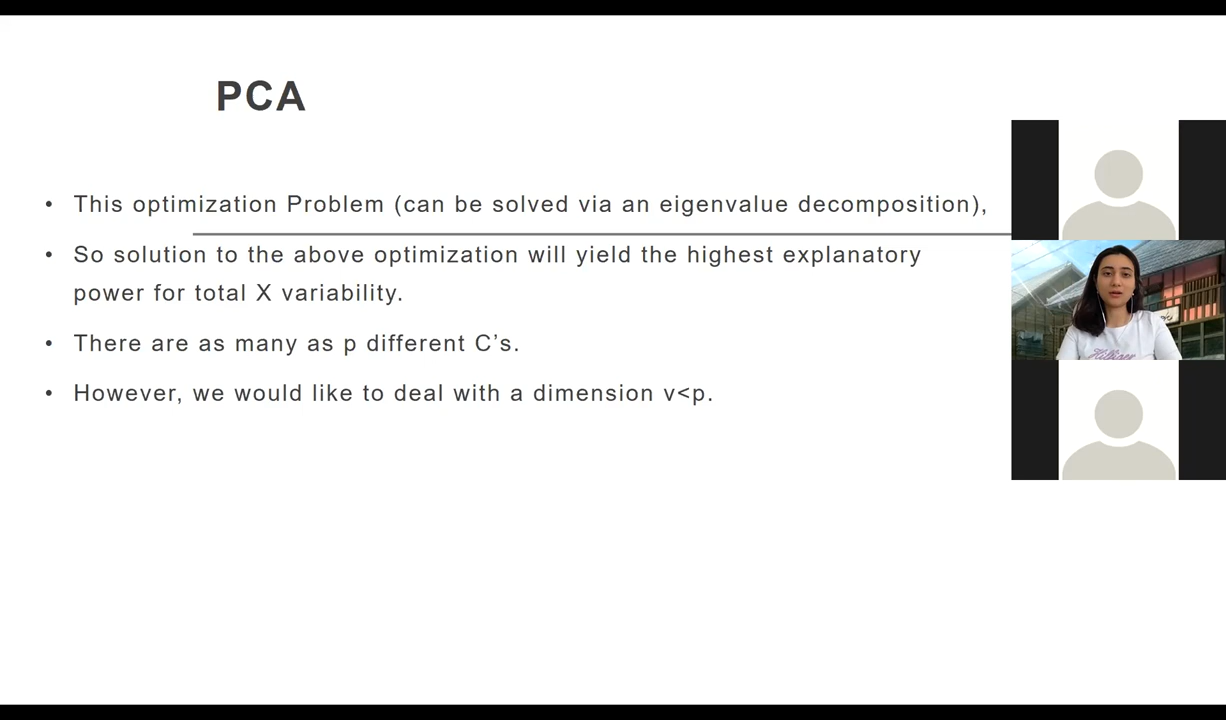 PCA
• This optimization Problem (can be solved via an eigenvalue decomposition),
• So solution to the above optimization will yield the highest explanatory
power for total X variability.
• There are as many as p different C’s.
• However, we would like to deal with a dimension v<p.